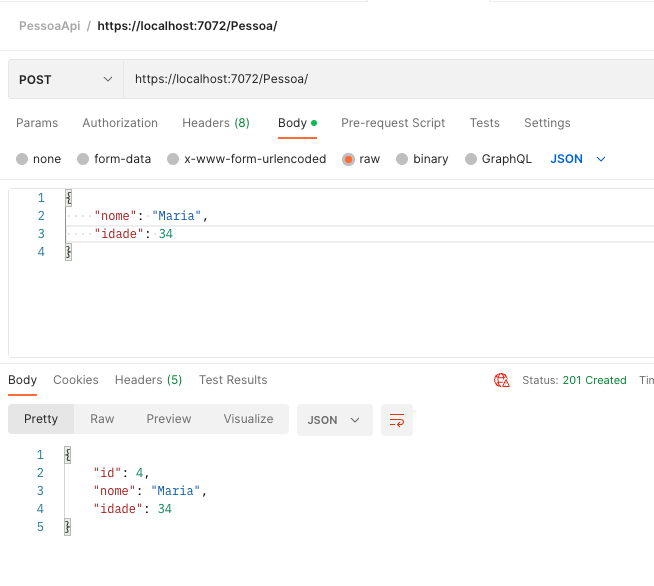 PessoaApi / https://localhost:7072/Pessoa/
POST https://localhost:7072/Pessoa/
Params Authorization Headers (8) Body Pre-request Script Tests Settings
none form-data x-www-form-urlencoded raw binary GraphQL JSON
1 {
2 "nome": "Maria",
3 "idade": 34
4 }
Body Cookies Headers (5) Test Results Status: 201 Created Tin
Pretty Raw Preview Visualize JSON
1 {
2 "id": 4,
3 "nome": "Maria",
4 "idade": 34
5 }